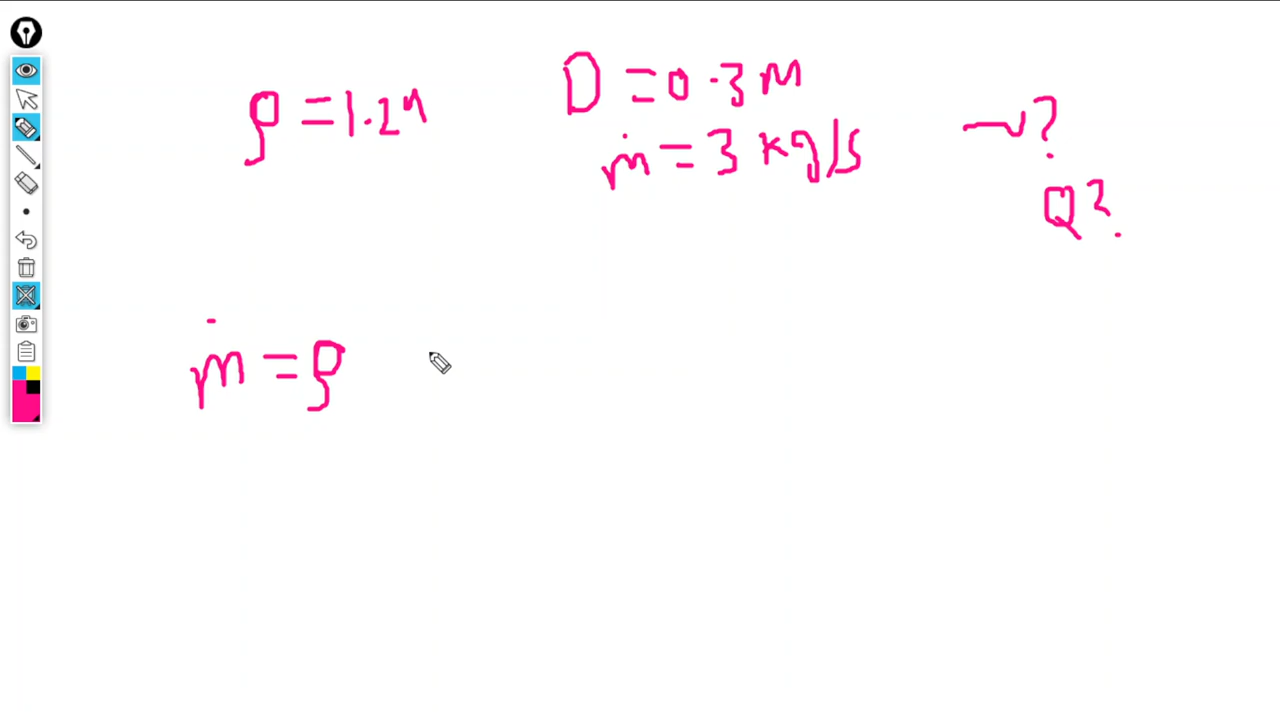 ρ = 1.24
D = 0.3 m
ṁ = 3 kg/s
v?
Q?
ṁ = ρ